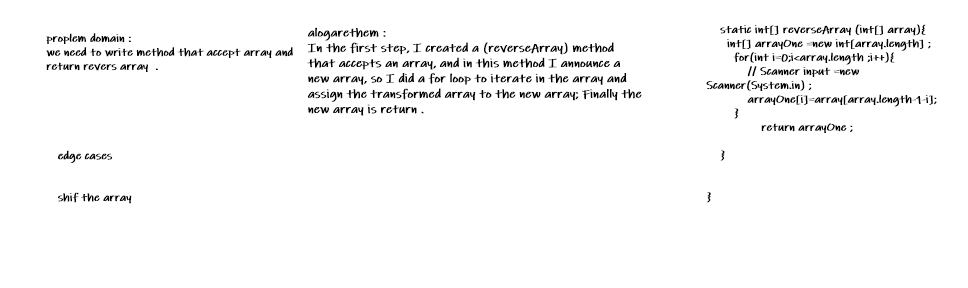 proplem domain :
we need to write method that accept array and
return revers array .
edge cases
shif the array
alogarethem :
In the first step, I created a (reverseArray) method
that accepts an array, and in this method I announce a
new array, so I did a for loop to iterate in the array and
assign the transformed array to the new array; Finally the
new array is return .
static int[] reverseArray (int[] array){
int[] arrayOne =new int[array.length] ;
for(int i=0;i<array.length ;i++){
// Scanner input =new
Scanner(System.in) ;
arrayOne[i]=array[array.length-1-i];
}
return arrayOne ;
}
}